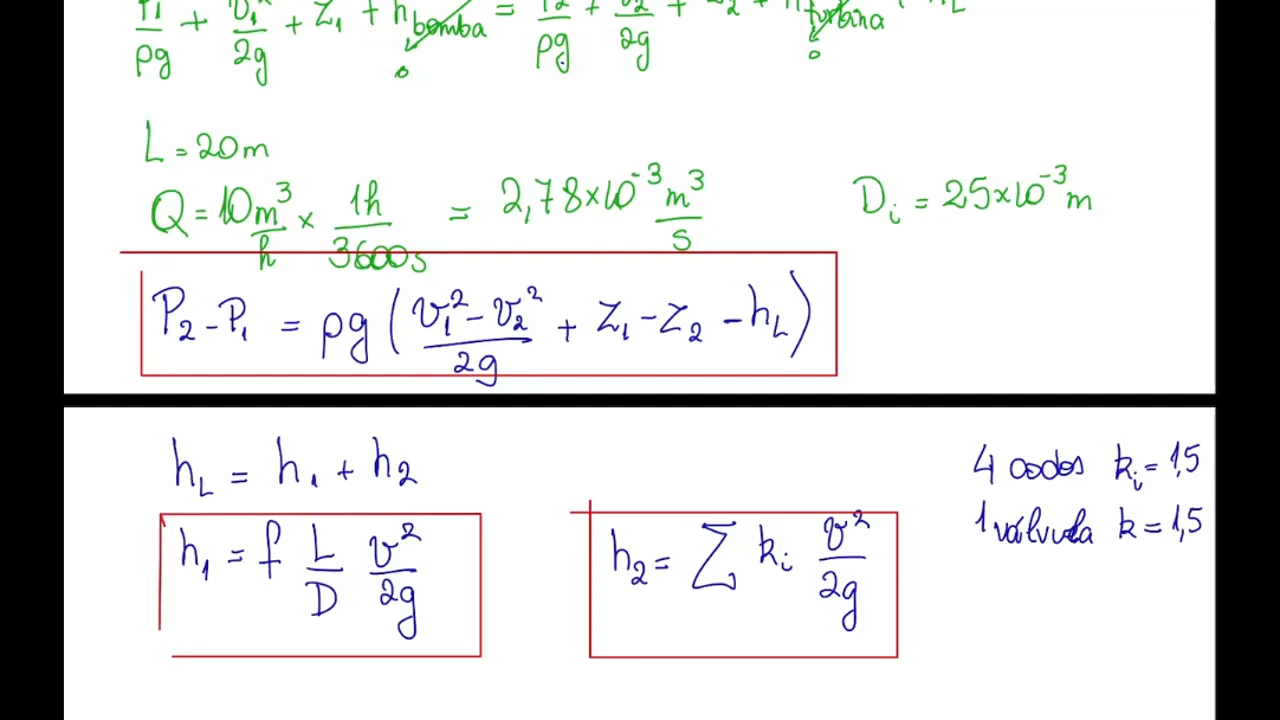 P1/ρg + v1²/2g + Z1 + h bomba = P2/ρg + v2²/2g + Z2 + h turbina + hL
0 0
L = 20m
Q = 10 m³/h × 1h/3600s = 2,78×10⁻³ m³/s Di = 25×10⁻³ m
P2 - P1 = ρg ( (v1² - v2²)/2g + Z1 - Z2 - hL )
hL = h1 + h2
4 codos ki = 1,5
1 válvula k = 1,5
h1 = f L/D v²/2g
h2 = Σ ki v²/2g